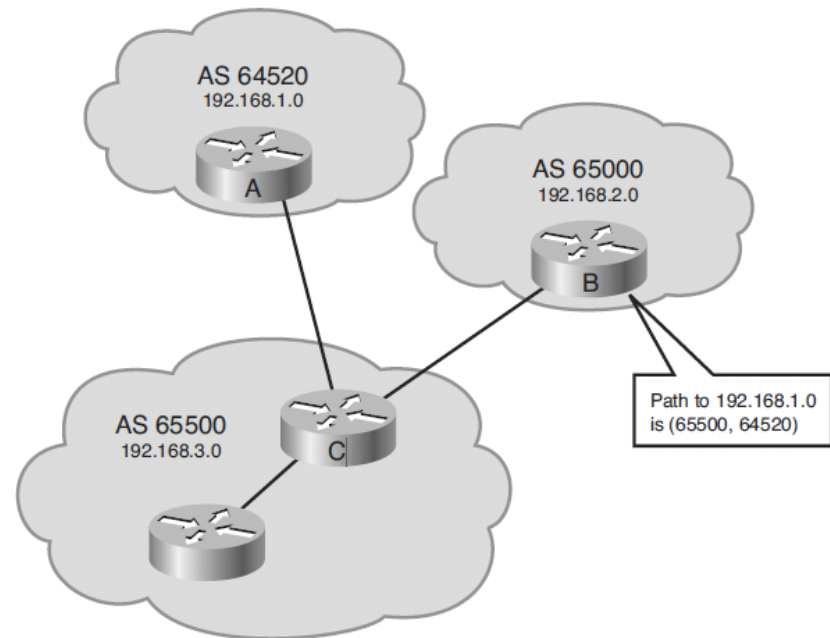 AS 64520
192.168.1.0
A
AS 65000
192.168.2.0
B
Path to 192.168.1.0
is (65500, 64520)
AS 65500
192.168.3.0
C